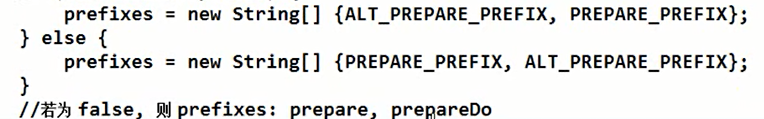 prefixes = new String[] {ALT_PREPARE_PREFIX, PREPARE_PREFIX};
} else {
prefixes = new String[] {PREPARE_PREFIX, ALT_PREPARE_PREFIX};
}
//若为 false, 则 prefixes: prepare, prepareDo